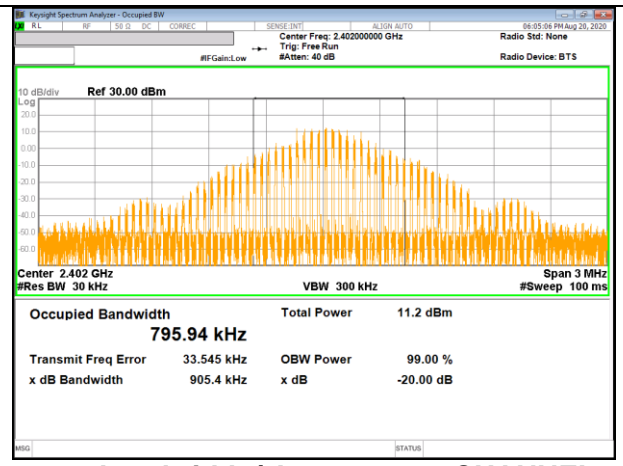 Keysight Spectrum Analyzer - Occupied BW
RL RF 50 Ω DC CORREC SENSE:INT ALIGN AUTO 06:05:06 PM Aug 20, 2020
Center Freq: 2.402000000 GHz Radio Std: None
Trig: Free Run
#IFGain:Low #Atten: 40 dB Radio Device: BTS
10 dB/div Ref 30.00 dBm
Log
20.0
10.0
0.00
-10.0
-20.0
-30.0
-40.0
-50.0
-60.0
Center 2.402 GHz Span 3 MHz
#Res BW 30 kHz VBW 300 kHz #Sweep 100 ms
Occupied Bandwidth Total Power 11.2 dBm
795.94 kHz
Transmit Freq Error 33.545 kHz OBW Power 99.00 %
x dB Bandwidth 905.4 kHz x dB -20.00 dB
MSG STATUS